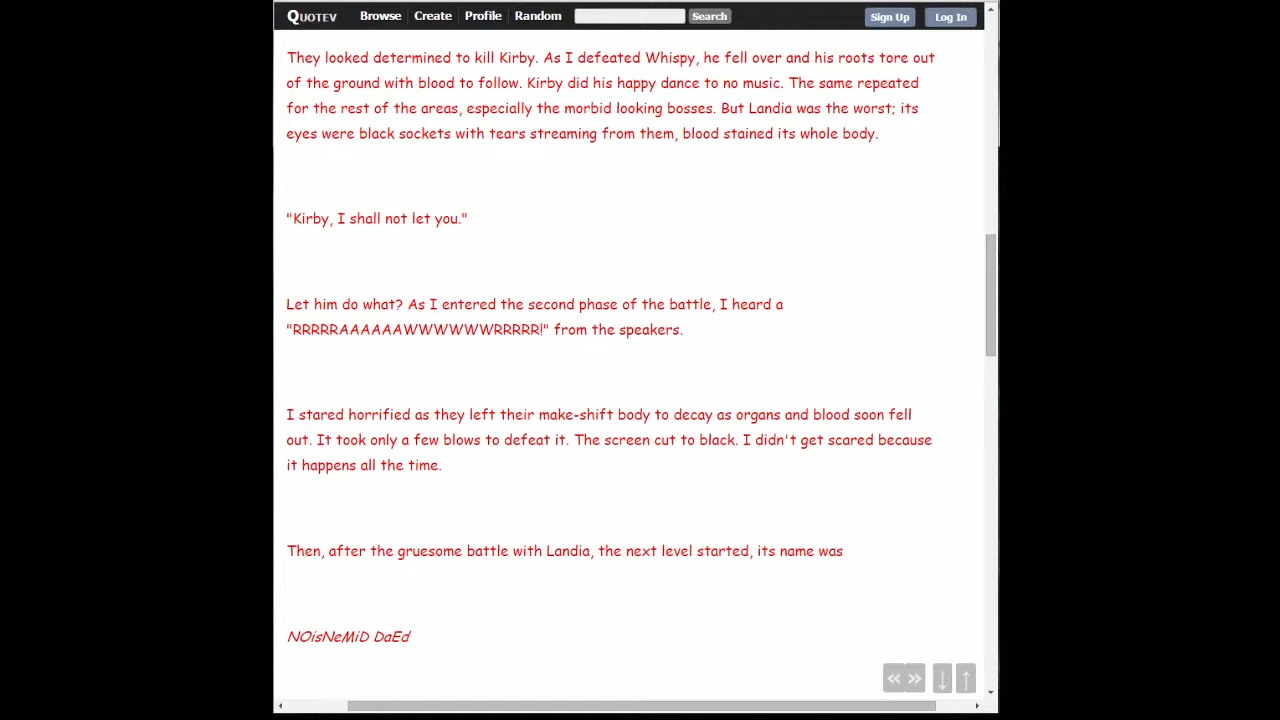 QUOTEV Browse Create Profile Random Search Sign Up Log In
They looked determined to kill Kirby. As I defeated Whispy, he fell over and his roots tore out
of the ground with blood to follow. Kirby did his happy dance to no music. The same repeated
for the rest of the areas, especially the morbid looking bosses. But Landia was the worst; its
eyes were black sockets with tears streaming from them, blood stained its whole body.
"Kirby, I shall not let you."
Let him do what? As I entered the second phase of the battle, I heard a
"RRRRRAAAAAAWWWWWWRRRRR!" from the speakers.
I stared horrified as they left their make-shift body to decay as organs and blood soon fell
out. It took only a few blows to defeat it. The screen cut to black. I didn't get scared because
it happens all the time.
Then, after the gruesome battle with Landia, the next level started, its name was
NOisNeMiD DaEd